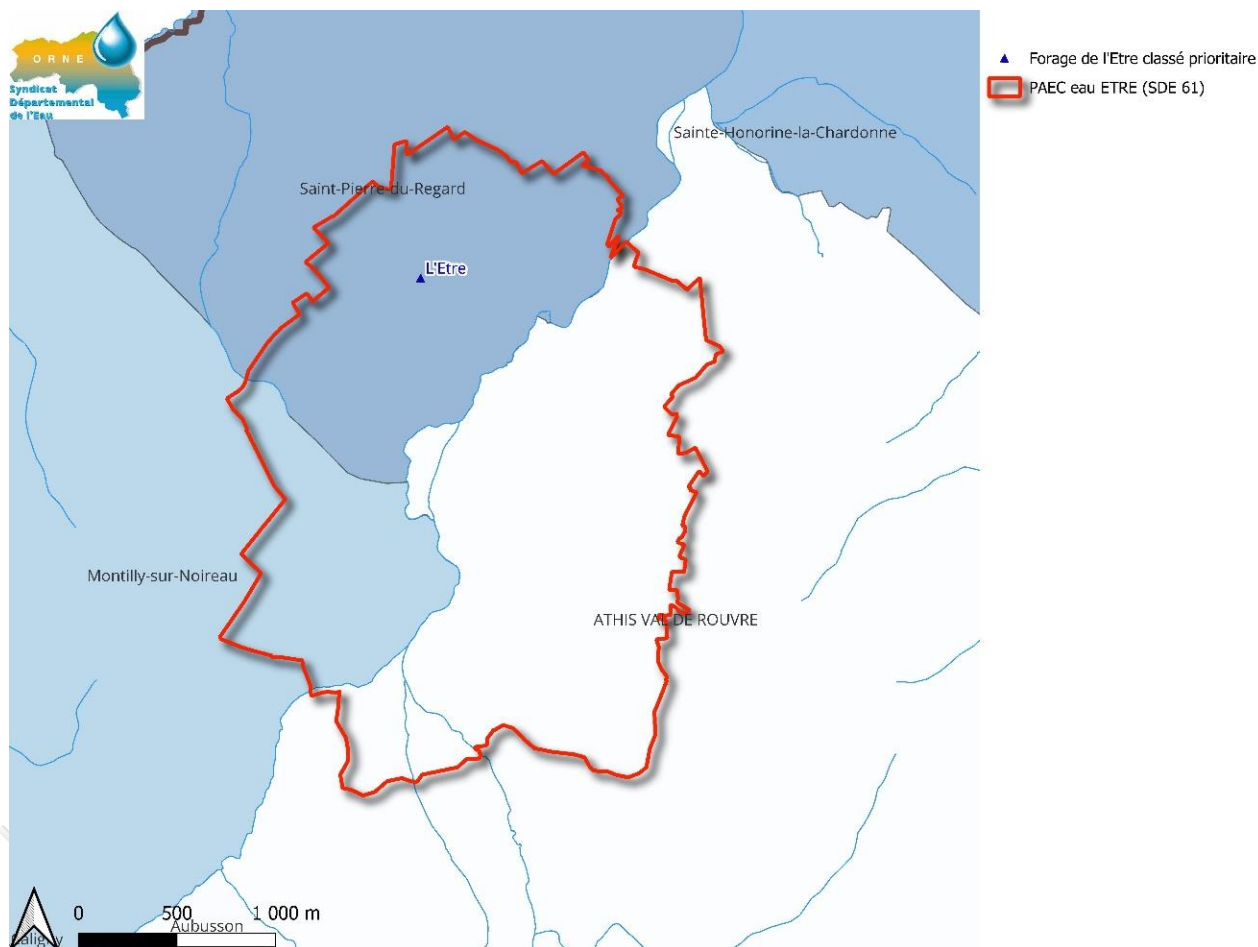 ORNE
Syndicat
Départemental
de l'Eau
Forage de l'Etre classé prioritaire
PAEC eau ETRE (SDE 61)
Sainte-Honorine-la-Chardonne
Saint-Pierre-du-Regard
L'Etre
Montilly-sur-Noireau
ATHIS VAL DE ROUVRE
0 500 1 000 m
Aubusson